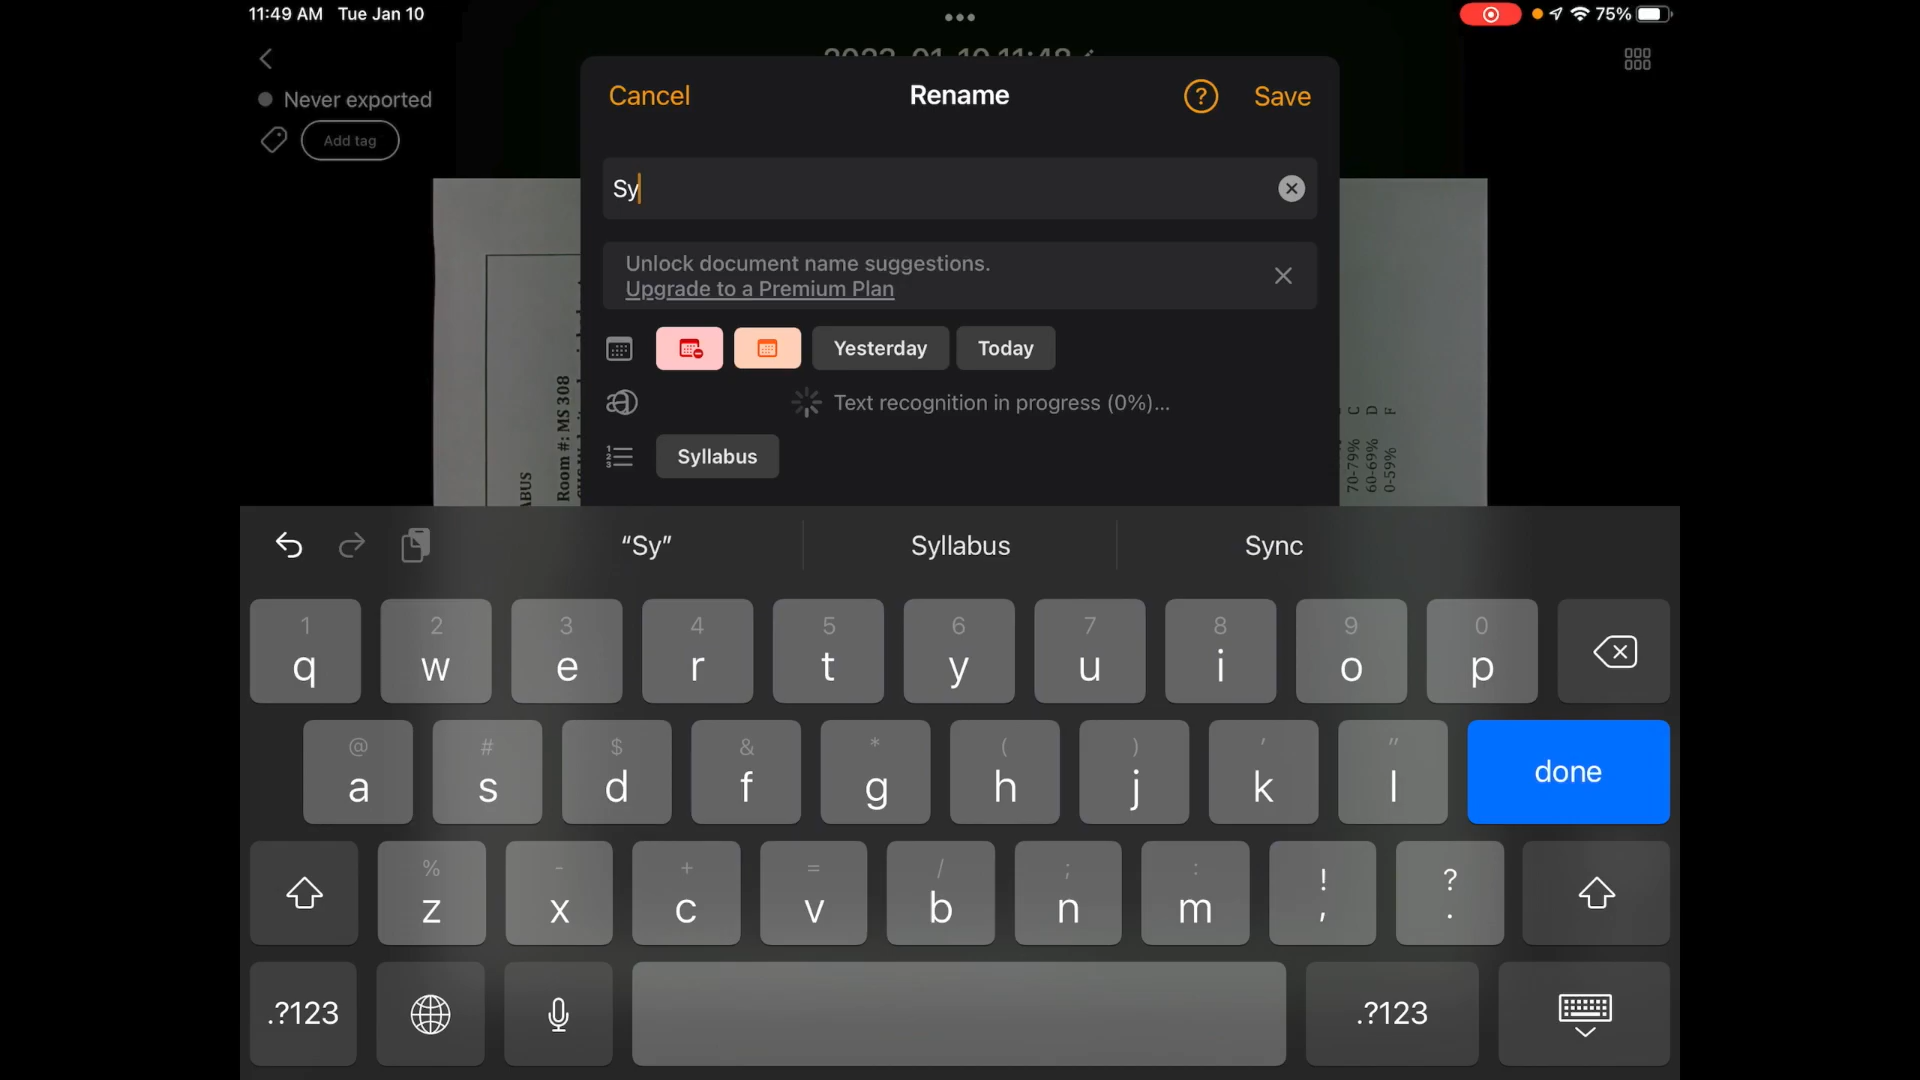 11:49 AM Tue Jan 10
75%
Never exported
Add tag
Cancel
Rename
?
Save
Sy
Unlock document name suggestions.
Upgrade to a Premium Plan
Yesterday
Today
Text recognition in progress (0%)...
Syllabus
Room #: MS 308
70-79% C
60-69% D
0-59% F
“Sy”
Syllabus
Sync
1 2 3 4 5 6 7 8 9 0
q w e r t y u i o p
@ # $ & * ( ) ' "
a s d f g h j k l
done
% - + = / ; : ! ?
z x c v b n m , .
.?123
.?123